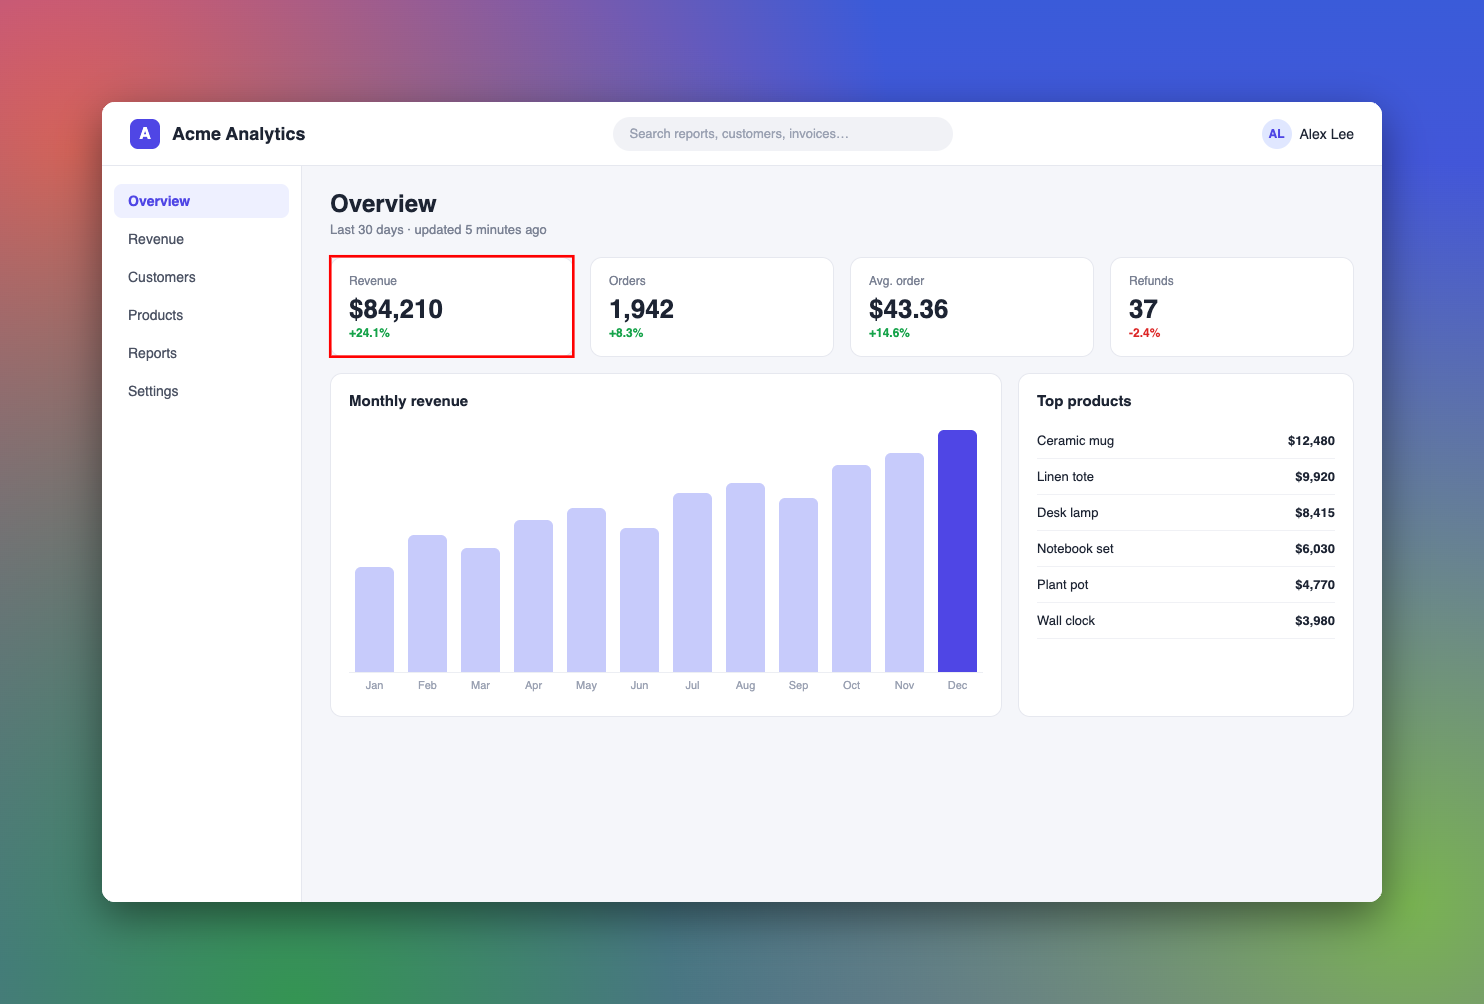 A
Acme Analytics
Search reports, customers, invoices…
AL
Alex Lee
Overview
Revenue
Customers
Products
Reports
Settings
Overview
Last 30 days · updated 5 minutes ago
Revenue
$84,210
+24.1%
Orders
1,942
+8.3%
Avg. order
$43.36
+14.6%
Refunds
37
-2.4%
Monthly revenue
Jan Feb Mar Apr May Jun Jul Aug Sep Oct Nov Dec
Top products
Ceramic mug $12,480
Linen tote $9,920
Desk lamp $8,415
Notebook set $6,030
Plant pot $4,770
Wall clock $3,980